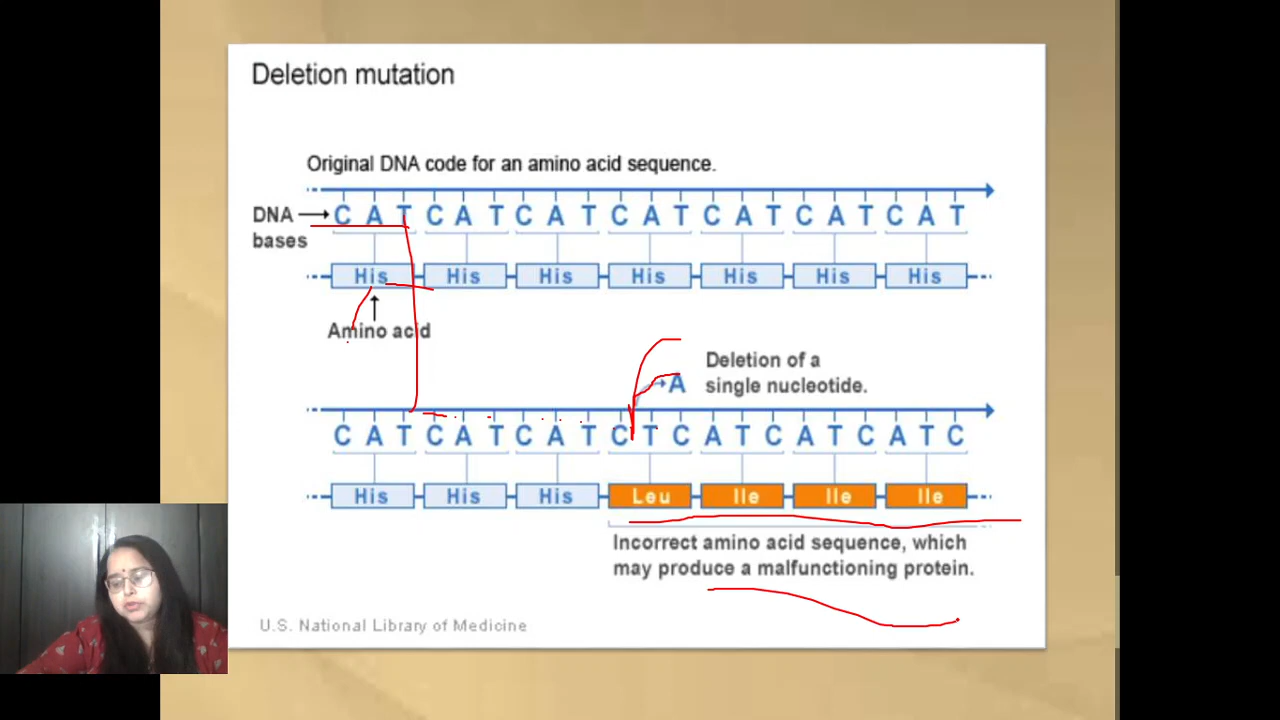 Deletion mutation
Original DNA code for an amino acid sequence.
DNA bases
C A T C A T C A T C A T C A T C A T C A T
His His His His His His His
Amino acid
A
Deletion of a
single nucleotide.
C A T C A T C A T C T C A T C A T C A T C
His His His Leu Ile Ile Ile
Incorrect amino acid sequence, which
may produce a malfunctioning protein.
U.S. National Library of Medicine